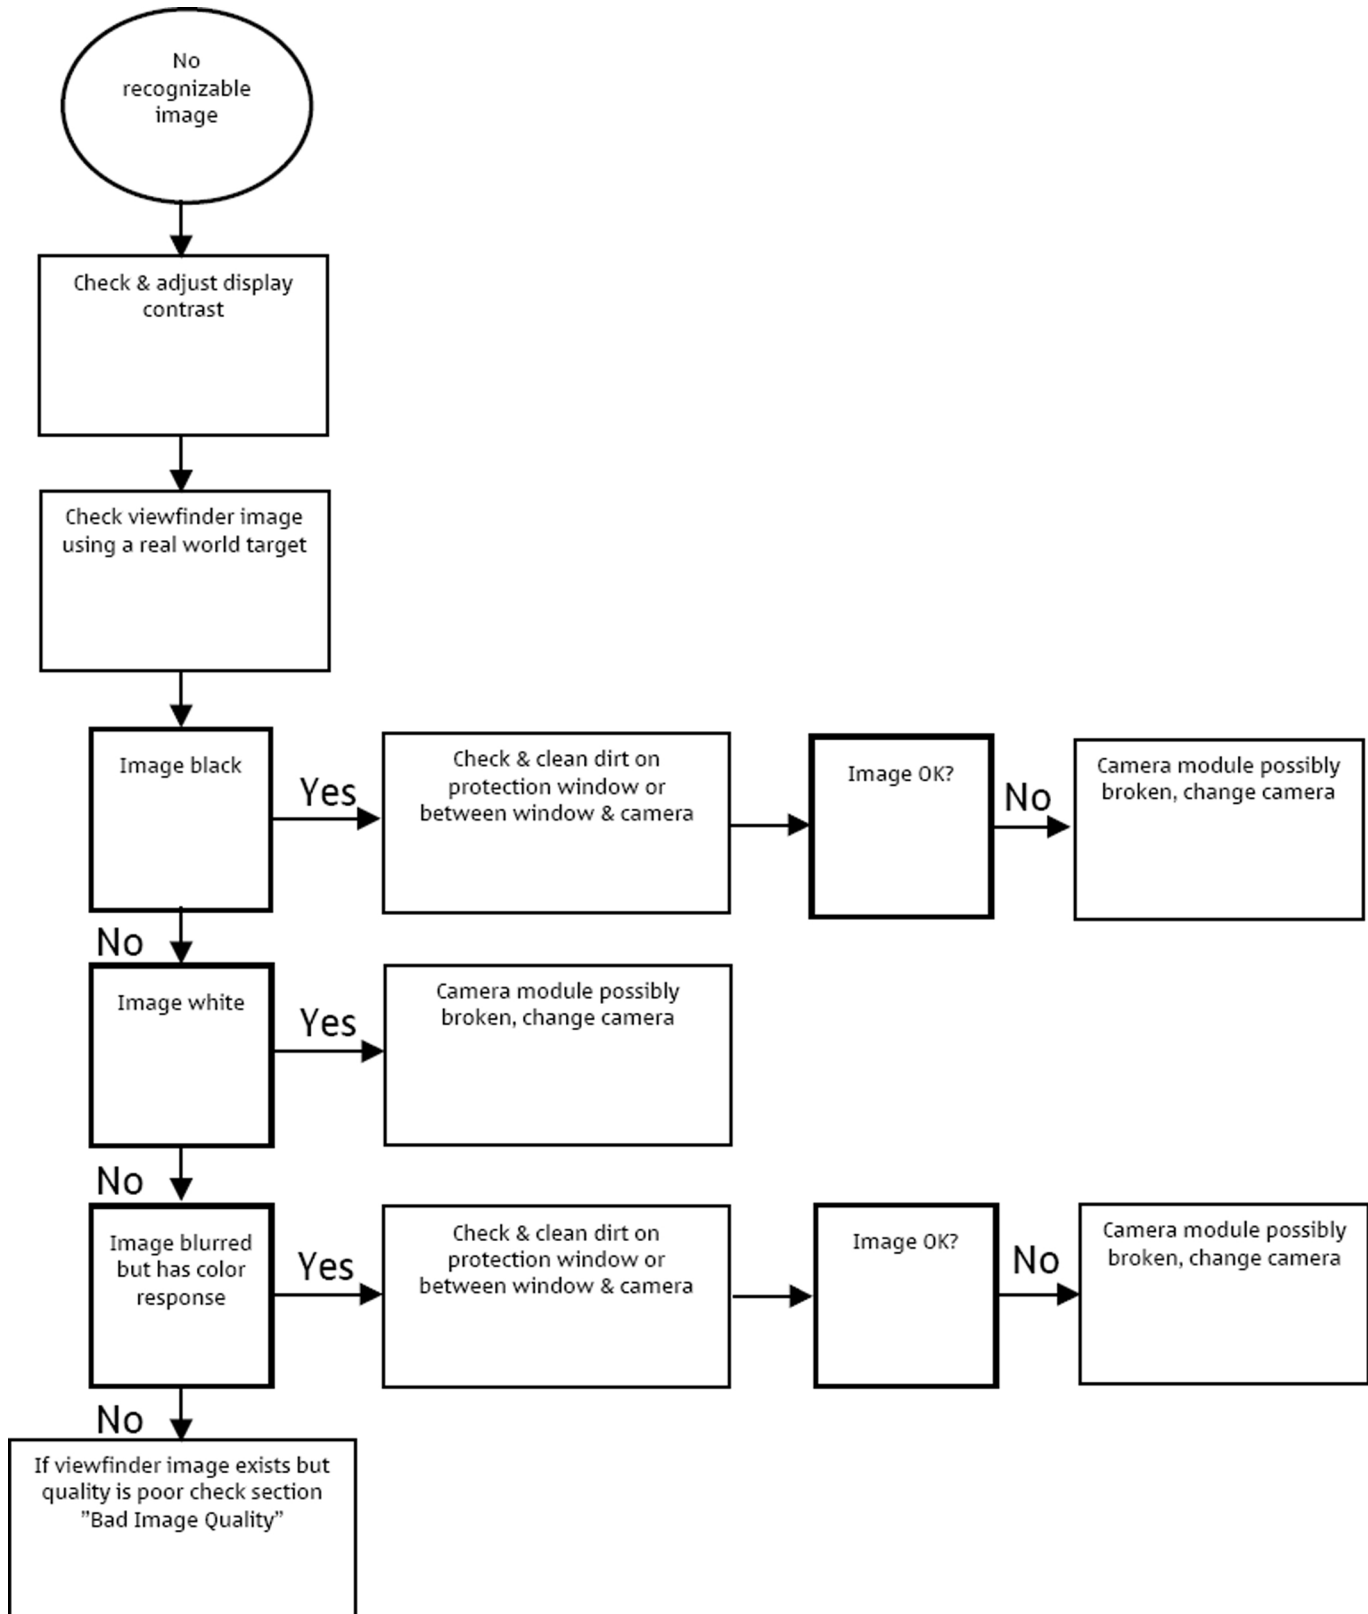 No
recognizable
image
Check & adjust display
contrast
Check viewfinder image
using a real world target
Image black
Yes
Check & clean dirt on
protection window or
between window & camera
Image OK?
No
Camera module possibly
broken, change camera
No
Image white
Yes
Camera module possibly
broken, change camera
No
Image blurred
but has color
response
Yes
Check & clean dirt on
protection window or
between window & camera
Image OK?
No
Camera module possibly
broken, change camera
No
If viewfinder image exists but
quality is poor check section
”Bad Image Quality”